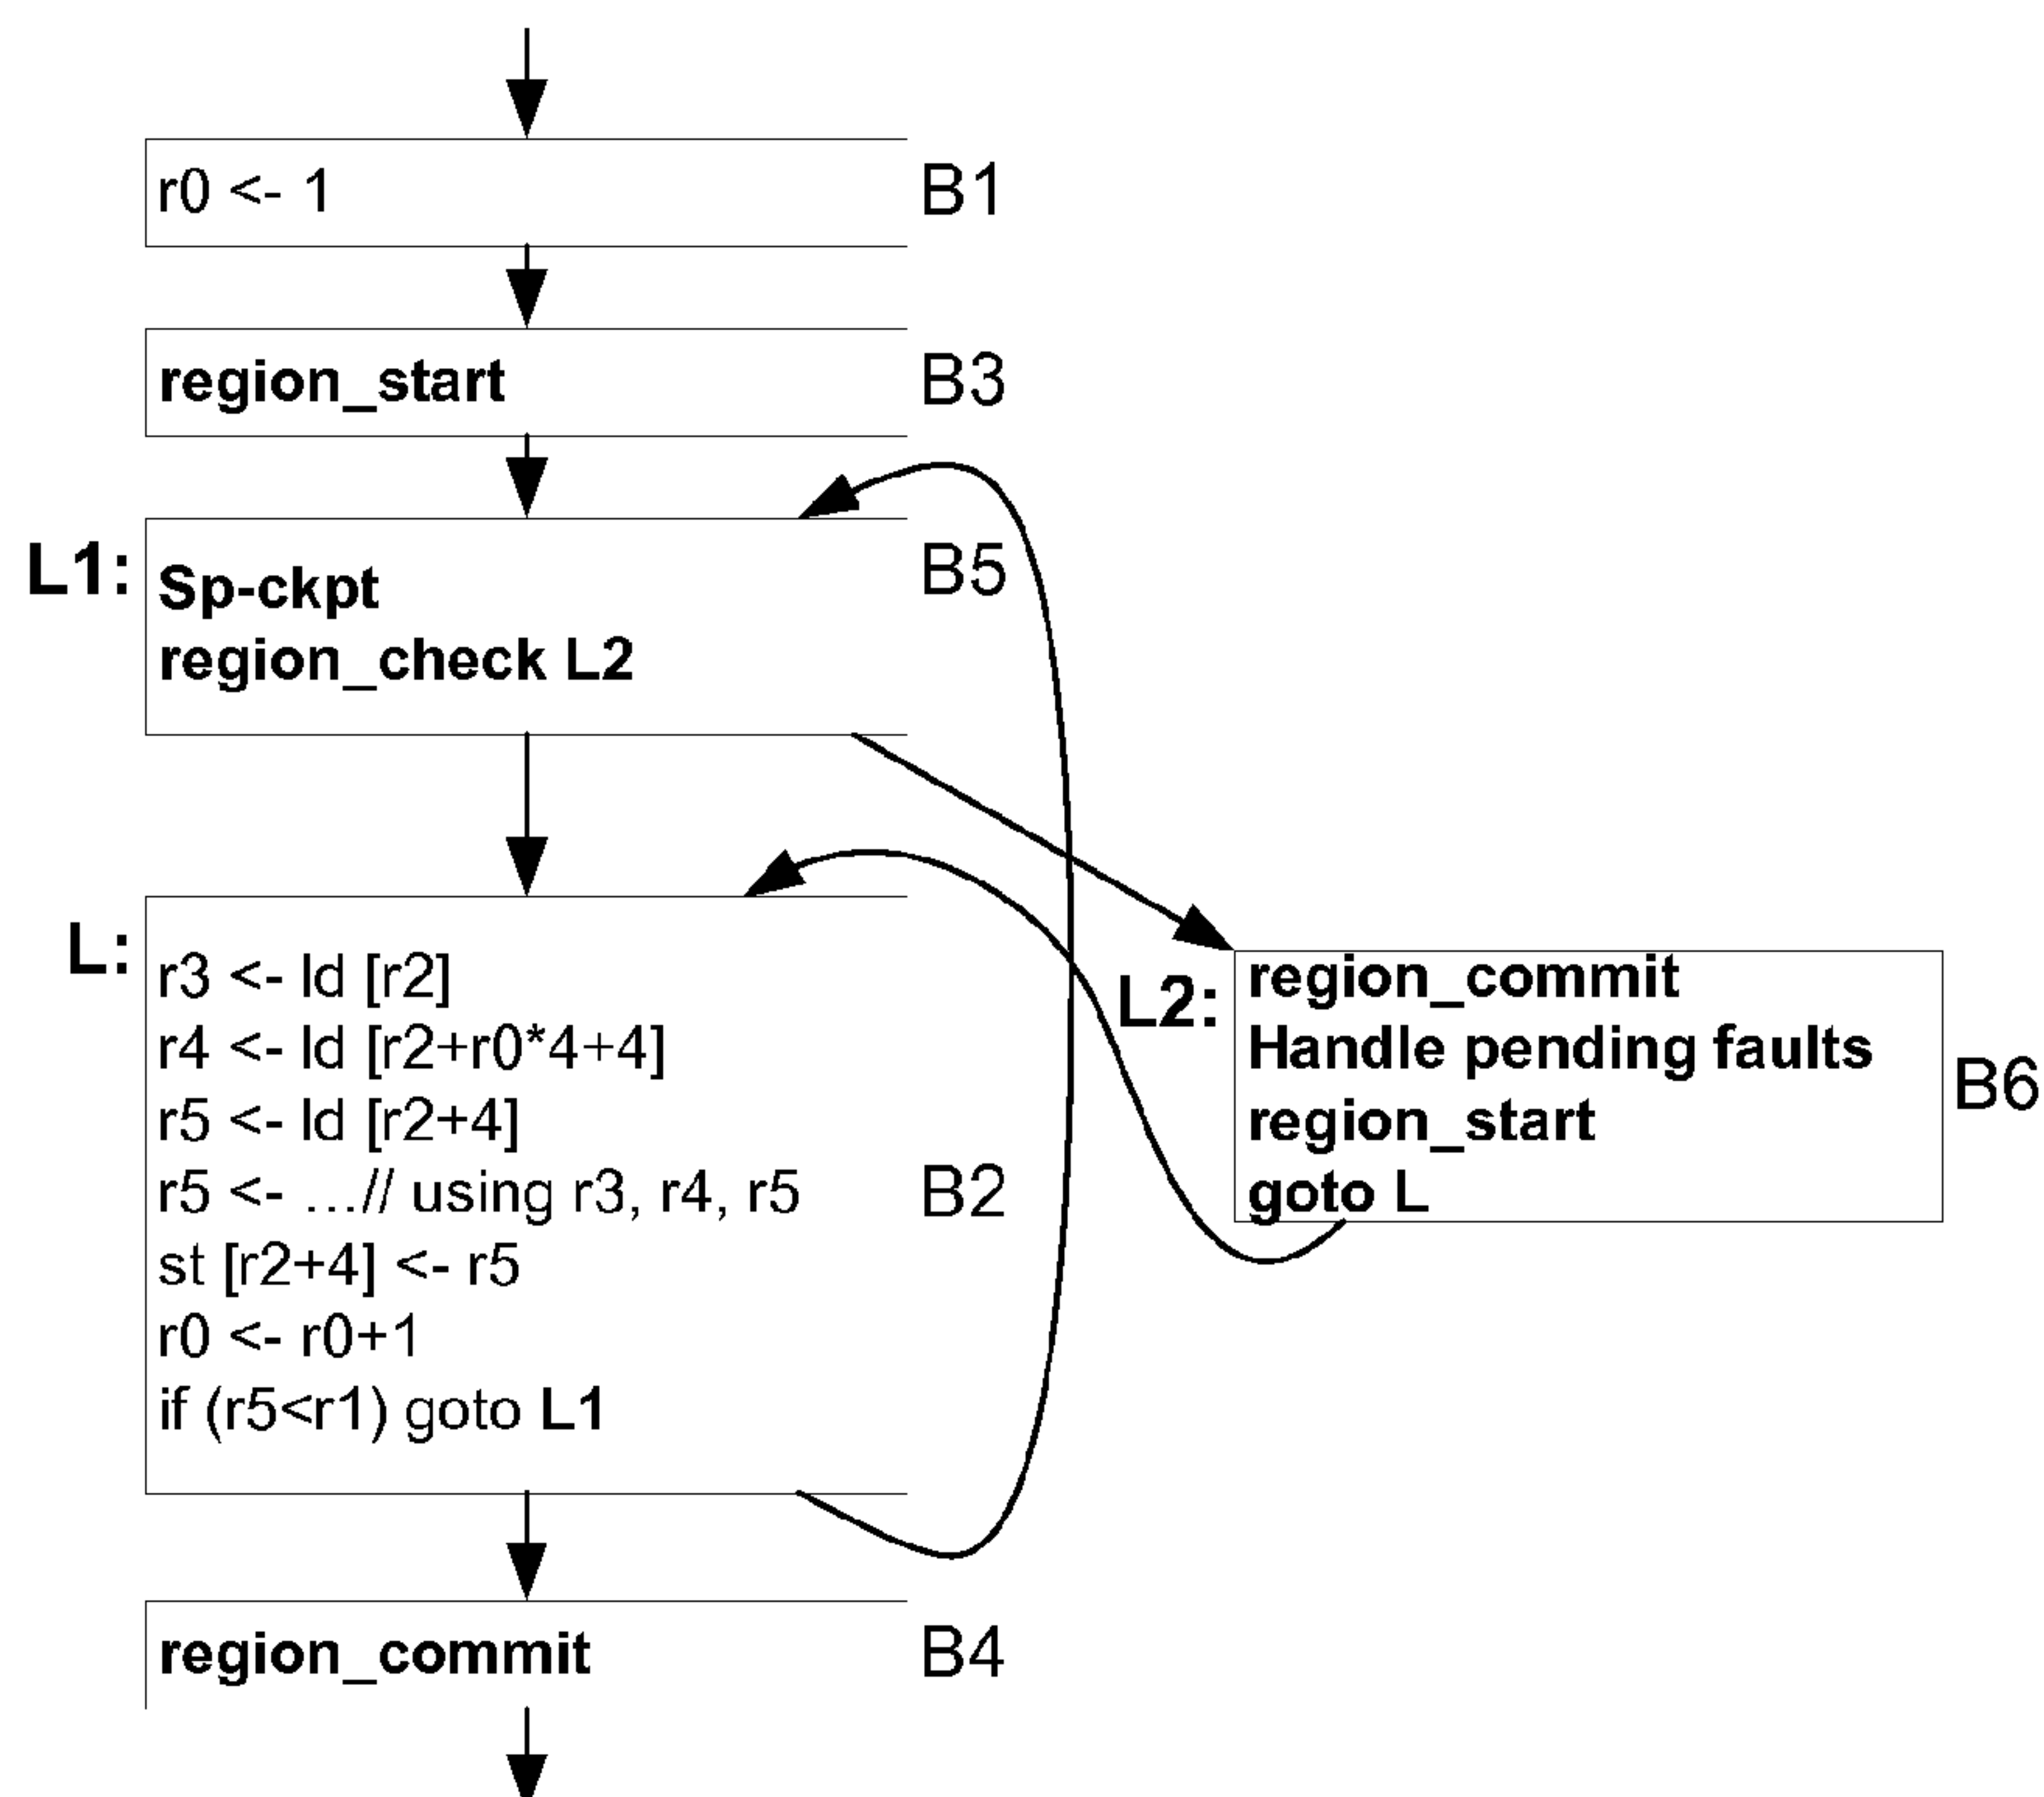 r0 <- 1
B1
region_start
B3
L1:
Sp-ckpt
region_check L2
B5
L:
r3 <- ld [r2]
r4 <- ld [r2+r0*4+4]
r5 <- ld [r2+4]
r5 <- ...// using r3, r4, r5
st [r2+4] <- r5
r0 <- r0+1
if (r5<r1) goto L1
B2
L2:
region_commit
Handle pending faults
region_start
goto L
B6
region_commit
B4